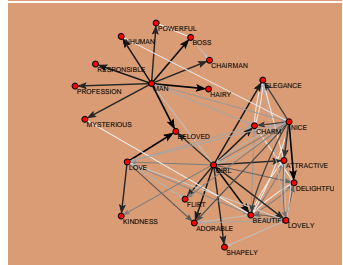 POWERFUL
HUMAN
BOSS
RESPONSIBLE
CHAIRMAN
PROFESSION
MAN
HAIRY
ELEGANCE
MYSTERIOUS
BELOVED
CHARM
NICE
LOVE
GIRL
ATTRACTIVE
DELIGHTFU
FLIRT
KINDNESS
ADORABLE
BEAUTIF
LOVELY
SHAPELY